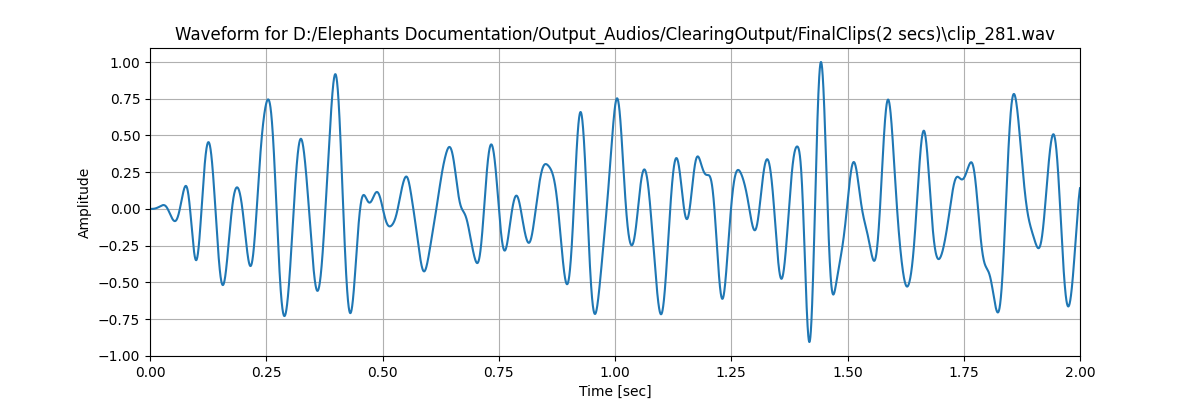 Waveform for D:/Elephants Documentation/Output_Audios/ClearingOutput/FinalClips(2 secs)\clip_281.wav
1.00
0.75
0.50
0.25
0.00
−0.25
−0.50
−0.75
−1.00
Amplitude
0.00 0.25 0.50 0.75 1.00 1.25 1.50 1.75 2.00
Time [sec]